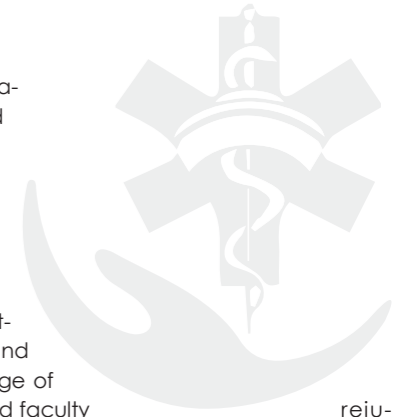 a-
d
t-
nd
ge of
d faculty reju-